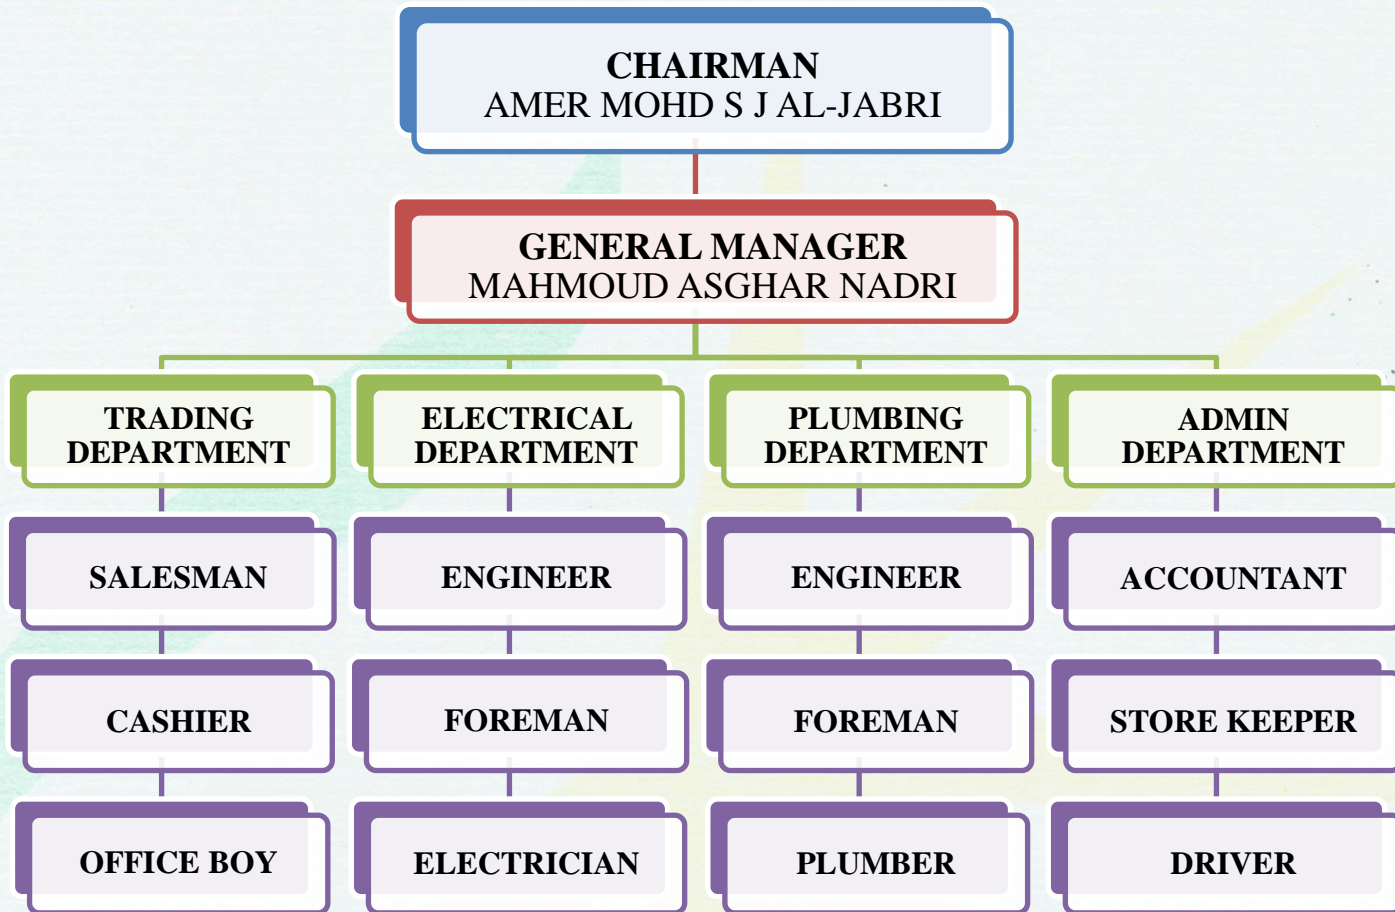 CHAIRMAN
AMER MOHD S J AL-JABRI
GENERAL MANAGER
MAHMOUD ASGHAR NADRI
TRADING
DEPARTMENT
ELECTRICAL
DEPARTMENT
PLUMBING
DEPARTMENT
ADMIN
DEPARTMENT
SALESMAN
ENGINEER
ENGINEER
ACCOUNTANT
CASHIER
FOREMAN
FOREMAN
STORE KEEPER
OFFICE BOY
ELECTRICIAN
PLUMBER
DRIVER